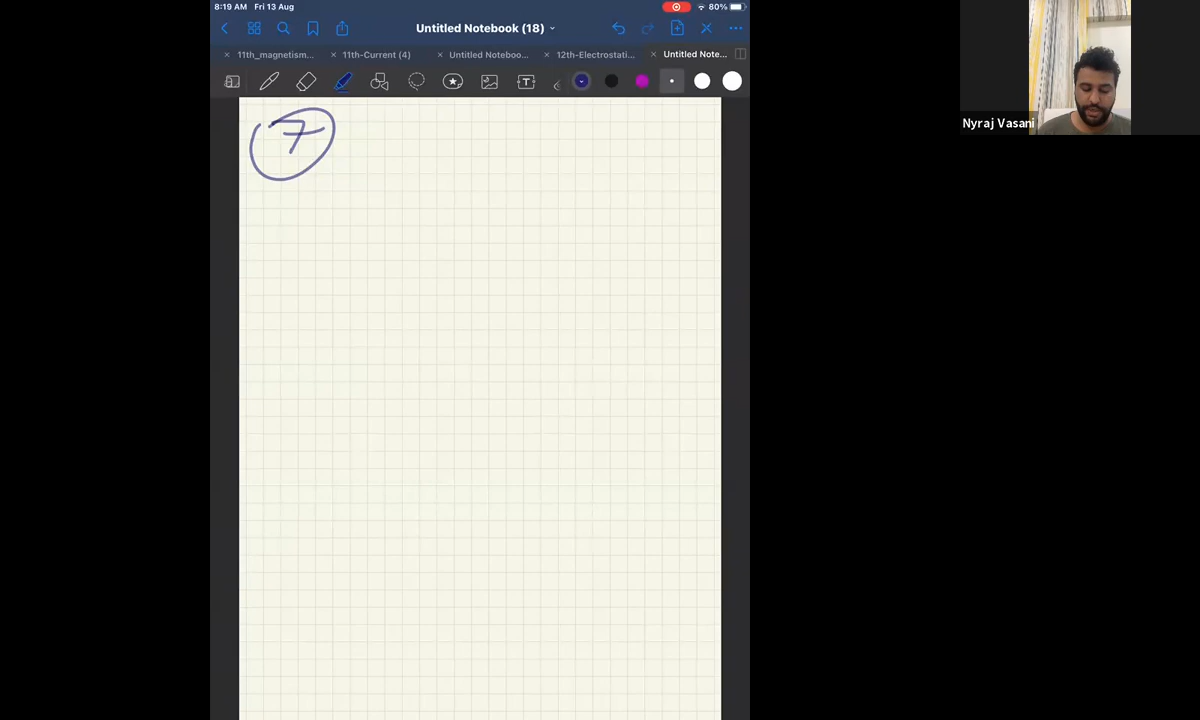 8:19 AM Fri 13 Aug
80%
Untitled Notebook (18)
11th_magnetism...
11th-Current (4)
Untitled Noteboo...
12th-Electrostati...
Untitled Note...
T
7
Nyraj Vasani